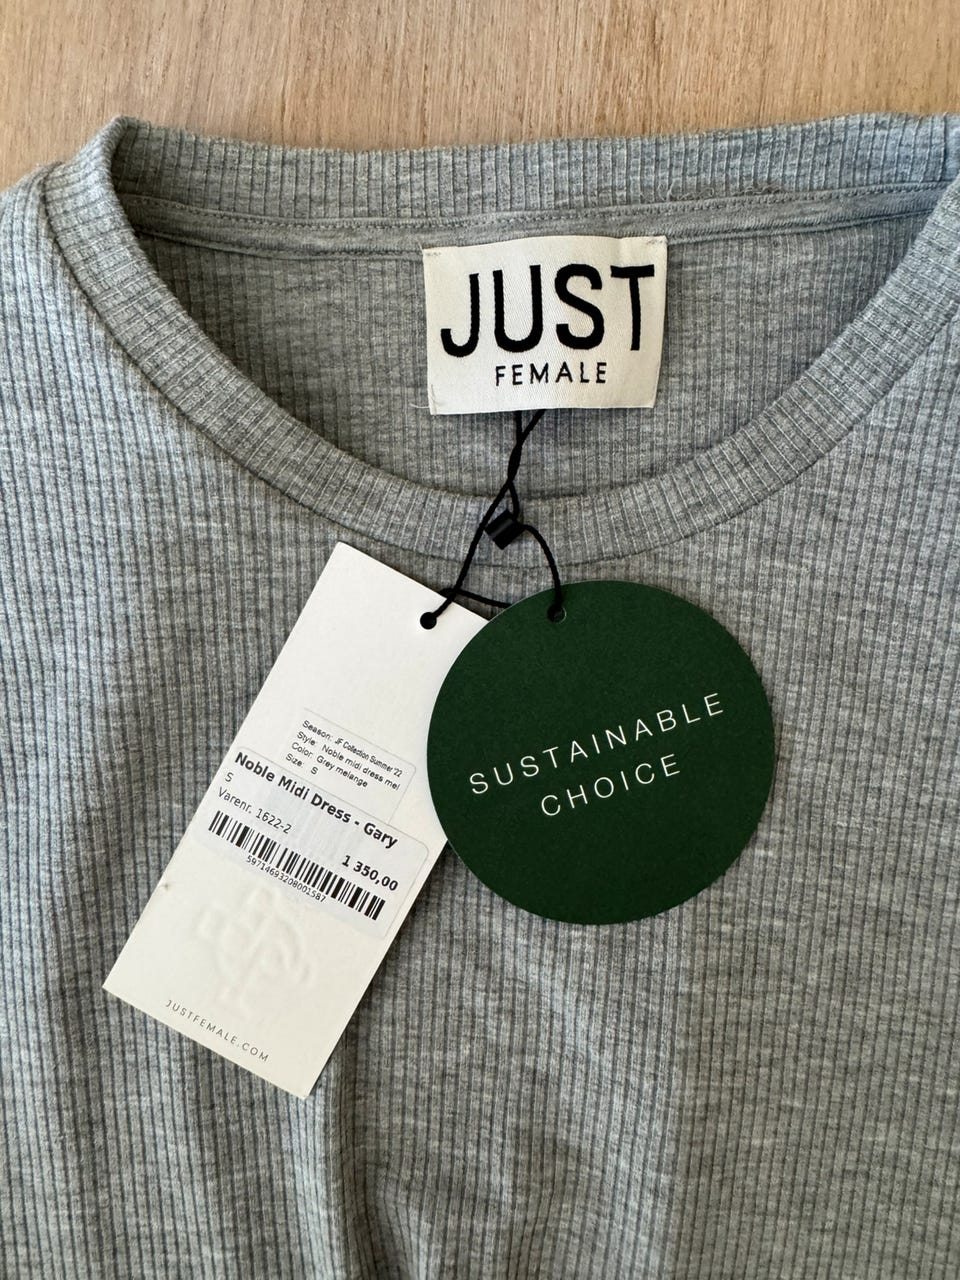 JUST
FEMALE
Season: JF Collection Summer '22
Style: Noble midi dress mel
Color: Grey melange
Size: S
Noble Midi Dress - Gary
S
Varenr. 1622-2
1 350,00
59714693208001587
JUSTFEMALE.COM
SUSTAINABLE
CHOICE